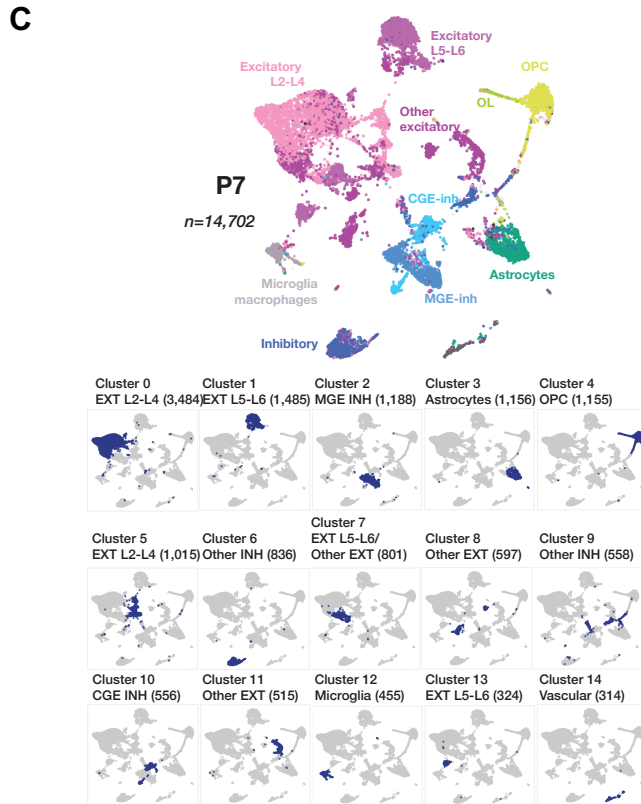 C
Excitatory
L5-L6
Excitatory
L2-L4
OPC
OL
Other
excitatory
P7
n=14,702
CGE-inh
Microglia
macrophages
Astrocytes
MGE-inh
Inhibitory
Cluster 0
EXT L2-L4 (3,484)
Cluster 1
EXT L5-L6 (1,485)
Cluster 2
MGE INH (1,188)
Cluster 3
Astrocytes (1,156)
Cluster 4
OPC (1,155)
Cluster 5
EXT L2-L4 (1,015)
Cluster 6
Other INH (836)
Cluster 7
EXT L5-L6/
Other EXT (801)
Cluster 8
Other EXT (597)
Cluster 9
Other INH (558)
Cluster 10
CGE INH (556)
Cluster 11
Other EXT (515)
Cluster 12
Microglia (455)
Cluster 13
EXT L5-L6 (324)
Cluster 14
Vascular (314)